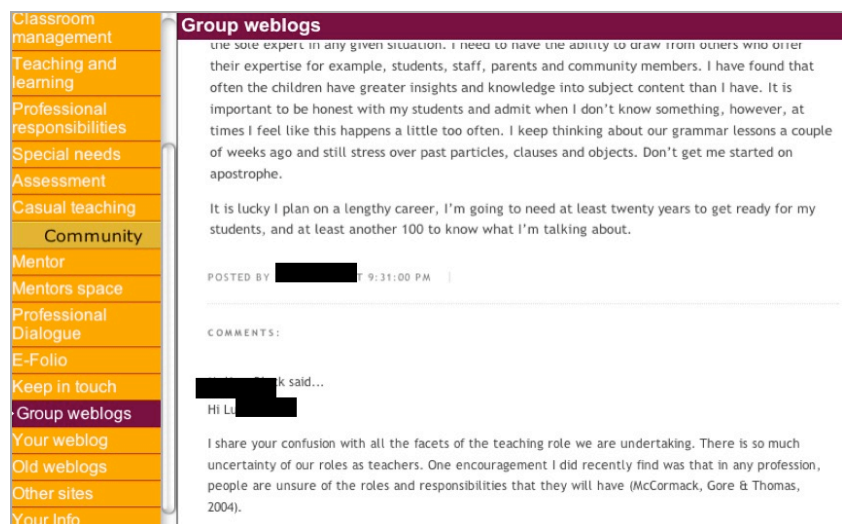 Classroom
management
Teaching and
learning
Professional
responsibilities
Special needs
Assessment
Casual teaching
Community
Mentor
Mentors space
Professional
Dialogue
E-Folio
Keep in touch
Group weblogs
Your weblog
Old weblogs
Other sites
Your Info
Group weblogs
the sole expert in any given situation. I need to have the ability to draw from others who offer
their expertise for example, students, staff, parents and community members. I have found that
often the children have greater insights and knowledge into subject content than I have. It is
important to be honest with my students and admit when I don't know something, however, at
times I feel like this happens a little too often. I keep thinking about our grammar lessons a couple
of weeks ago and still stress over past particles, clauses and objects. Don't get me started on
apostrophe.
It is lucky I plan on a lengthy career, I'm going to need at least twenty years to get ready for my
students, and at least another 100 to know what I'm talking about.
POSTED BY T 9:31:00 PM
COMMENTS:
k said...
Hi Lu
I share your confusion with all the facets of the teaching role we are undertaking. There is so much
uncertainty of our roles as teachers. One encouragement I did recently find was that in any profession,
people are unsure of the roles and responsibilities that they will have (McCormack, Gore & Thomas,
2004).